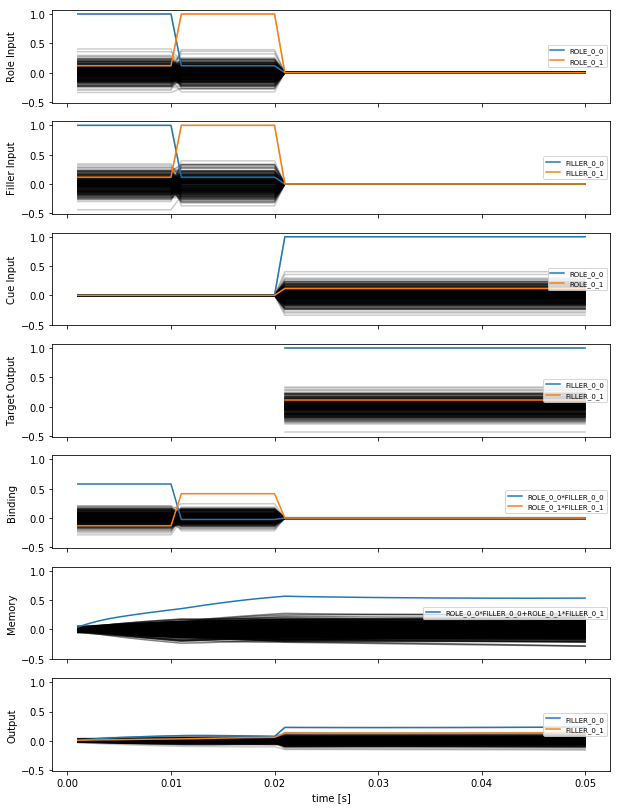 1.0
0.5
0.0
−0.5
Role Input
ROLE_0_0
ROLE_0_1
1.0
0.5
0.0
−0.5
Filler Input
FILLER_0_0
FILLER_0_1
1.0
0.5
0.0
−0.5
Cue Input
ROLE_0_0
ROLE_0_1
1.0
0.5
0.0
−0.5
Target Output
FILLER_0_0
FILLER_0_1
1.0
0.5
0.0
−0.5
Binding
ROLE_0_0*FILLER_0_0
ROLE_0_1*FILLER_0_1
1.0
0.5
0.0
−0.5
Memory
ROLE_0_0*FILLER_0_0+ROLE_0_1*FILLER_0_1
1.0
0.5
0.0
−0.5
Output
FILLER_0_0
FILLER_0_1
0.00 0.01 0.02 0.03 0.04 0.05
time [s]